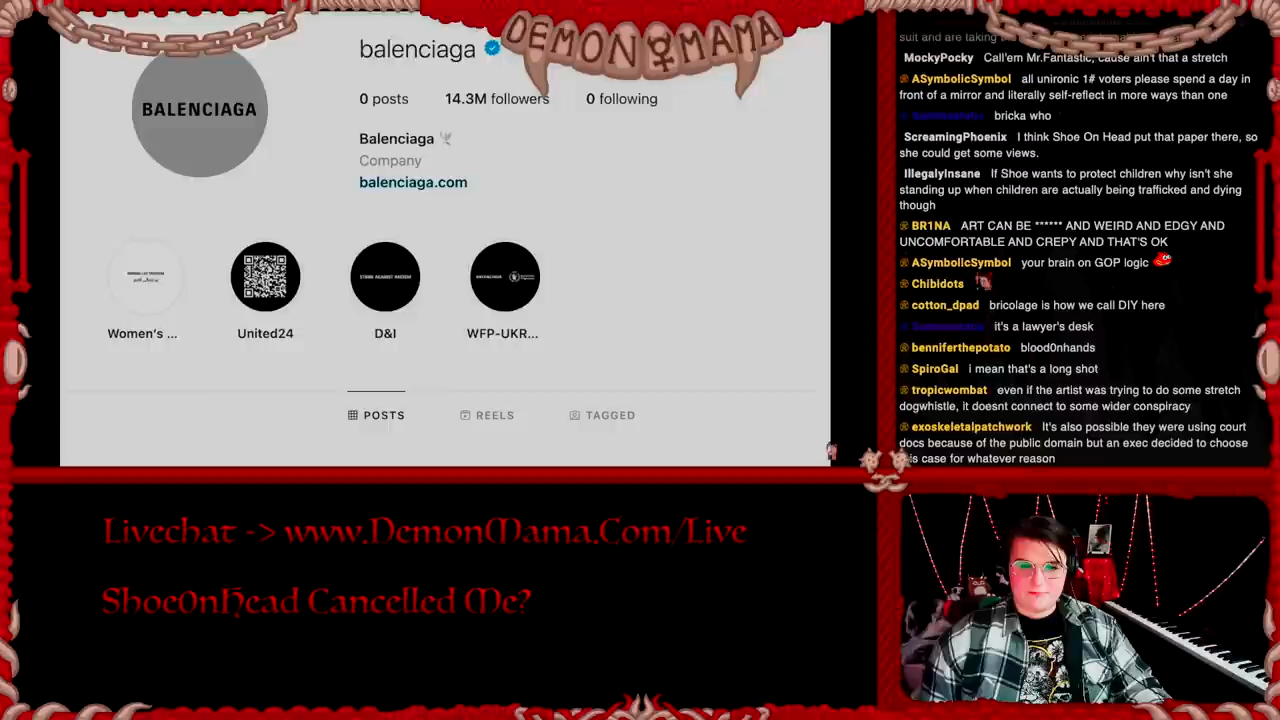 DEMON MAMA
balenciaga
0 posts 14.3M followers 0 following
BALENCIAGA
Balenciaga
Company
balenciaga.com
Women's ... United24 D&I WFP-UKR...
POSTS REELS TAGGED
suit and are taking
MockyPocky Call'em Mr.Fantastic, cause ain't that a stretch
ASymbolicSymbol all unironic 1# voters please spend a day in
front of a mirror and literally self-reflect in more ways than one
bricka who
ScreamingPhoenix I think Shoe On Head put that paper there, so
she could get some views.
IllegalyInsane If Shoe wants to protect children why isn't she
standing up when children are actually being trafficked and dying
though
BR1NA ART CAN BE ****** AND WEIRD AND EDGY AND
UNCOMFORTABLE AND CREPY AND THAT'S OK
ASymbolicSymbol your brain on GOP logic
Chibidots
cotton_dpad bricolage is how we call DIY here
it's a lawyer's desk
benniferthepotato blood0nhands
SpiroGal i mean that's a long shot
tropicwombat even if the artist was trying to do some stretch
dogwhistle, it doesnt connect to some wider conspiracy
exoskeletalpatchwork It's also possible they were using court
docs because of the public domain but an exec decided to choose
is case for whatever reason
Livechat -> www.DemonMama.Com/Live
Shoe0nHead Cancelled Me?